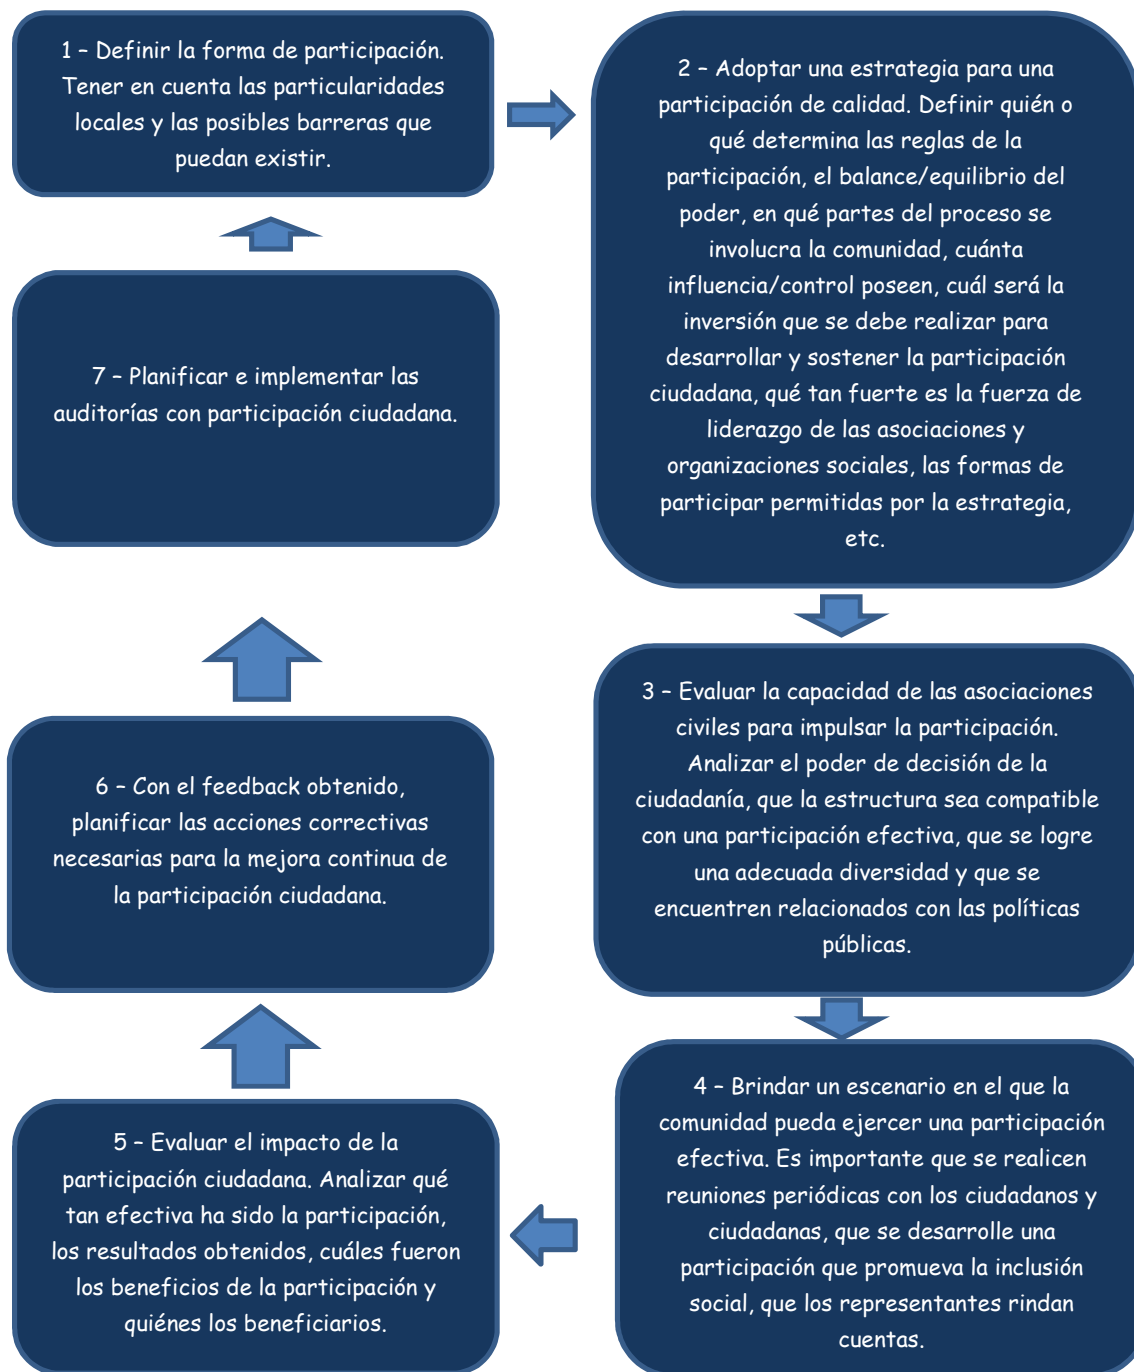 1 – Definir la forma de participación.
Tener en cuenta las particularidades
locales y las posibles barreras que
puedan existir.
2 – Adoptar una estrategia para una
participación de calidad. Definir quién o
qué determina las reglas de la
participación, el balance/equilibrio del
poder, en qué partes del proceso se
involucra la comunidad, cuánta
influencia/control poseen, cuál será la
inversión que se debe realizar para
desarrollar y sostener la participación
ciudadana, qué tan fuerte es la fuerza de
liderazgo de las asociaciones y
organizaciones sociales, las formas de
participar permitidas por la estrategia,
etc.
3 – Evaluar la capacidad de las asociaciones
civiles para impulsar la participación.
Analizar el poder de decisión de la
ciudadanía, que la estructura sea compatible
con una participación efectiva, que se logre
una adecuada diversidad y que se
encuentren relacionados con las políticas
públicas.
4 – Brindar un escenario en el que la
comunidad pueda ejercer una participación
efectiva. Es importante que se realicen
reuniones periódicas con los ciudadanos y
ciudadanas, que se desarrolle una
participación que promueva la inclusión
social, que los representantes rindan
cuentas.
5 – Evaluar el impacto de la
participación ciudadana. Analizar qué
tan efectiva ha sido la participación,
los resultados obtenidos, cuáles fueron
los beneficios de la participación y
quiénes los beneficiarios.
6 – Con el feedback obtenido,
planificar las acciones correctivas
necesarias para la mejora continua de
la participación ciudadana.
7 – Planificar e implementar las
auditorías con participación ciudadana.